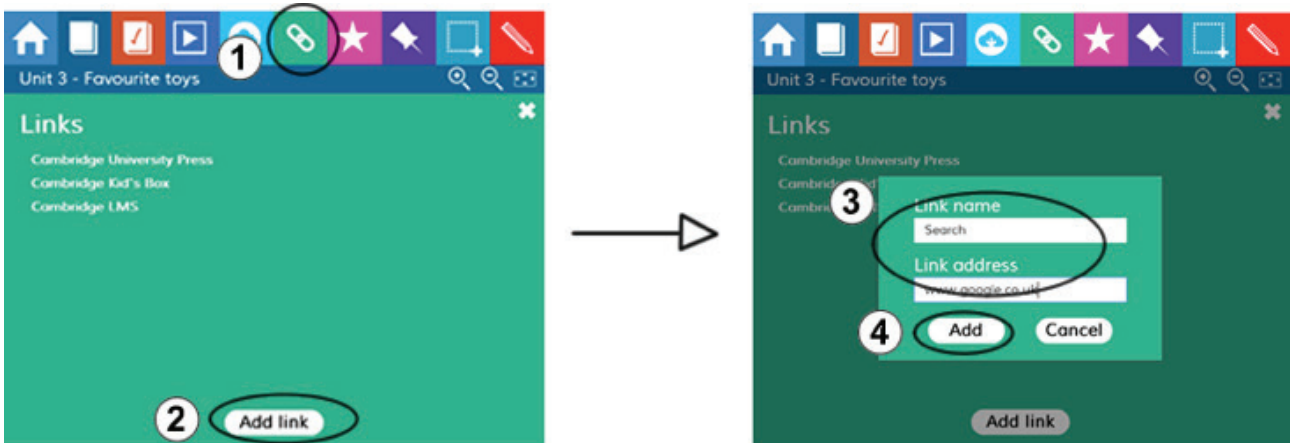 1
Unit 3 - Favourite toys
Links
Cambridge University Press
Cambridge Kid's Box
Cambridge LMS
2
Add link
Unit 3 - Favourite toys
Links
Cambridge University Press
3
Link name
Search
Link address
www.google.co.uk
4
Add
Cancel
Add link